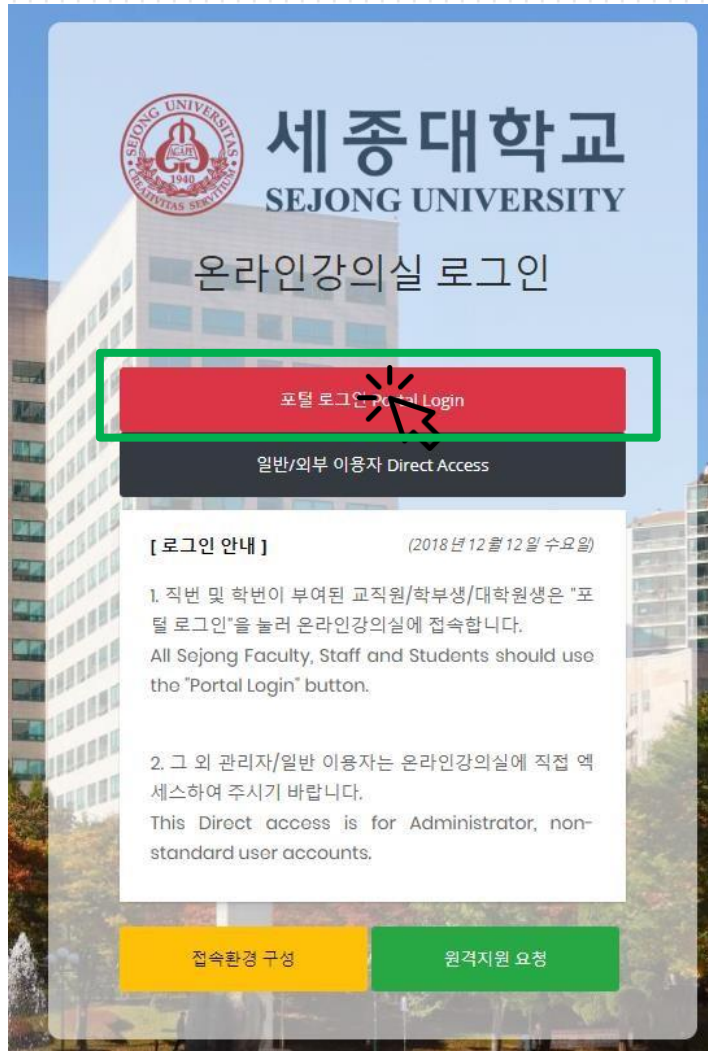 SEJONG UNIVERSITAS
AGAPE
1940
CREATIVITAS SERVITIUM
세종대학교
SEJONG UNIVERSITY
온라인강의실 로그인
포털 로그인 Portal Login
일반/외부 이용자 Direct Access
[ 로그인 안내 ] (2018년 12월 12일 수요일)
1. 직번 및 학번이 부여된 교직원/학부생/대학원생은 "포
털 로그인"을 눌러 온라인강의실에 접속합니다.
All Sejong Faculty, Staff and Students should use
the "Portal Login" button.
2. 그 외 관리자/일반 이용자는 온라인강의실에 직접 엑
세스하여 주시기 바랍니다.
This Direct access is for Administrator, non-
standard user accounts.
접속환경 구성
원격지원 요청